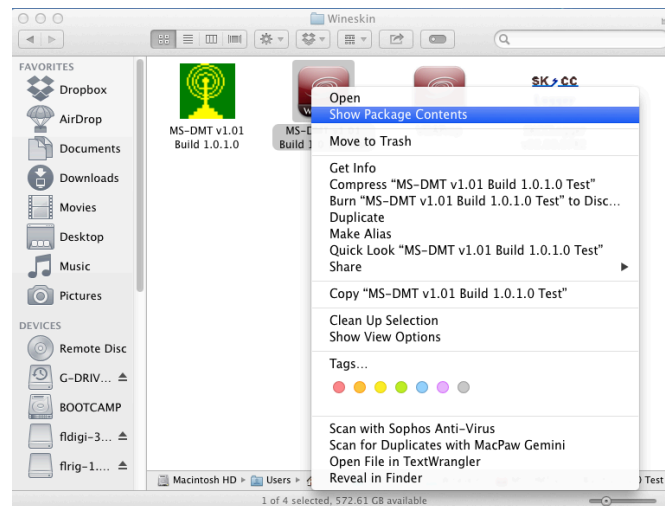 Wineskin
FAVORITES
Dropbox
AirDrop
Documents
Downloads
Movies
Desktop
Music
Pictures
DEVICES
Remote Disc
G-DRIV...
BOOTCAMP
fldigi-3...
flrig-1....
MS-DMT v1.01
Build 1.0.1.0
MS-D
Build 1
SK CC
Open
Show Package Contents
Move to Trash
Get Info
Compress “MS-DMT v1.01 Build 1.0.1.0 Test”
Burn “MS-DMT v1.01 Build 1.0.1.0 Test” to Disc...
Duplicate
Make Alias
Quick Look “MS-DMT v1.01 Build 1.0.1.0 Test”
Share
Copy “MS-DMT v1.01 Build 1.0.1.0 Test”
Clean Up Selection
Show View Options
Tags...
Scan with Sophos Anti-Virus
Scan for Duplicates with MacPaw Gemini
Open File in TextWrangler
Reveal in Finder
Macintosh HD ▸ Users ▸ 0 Test
1 of 4 selected, 572.61 GB available